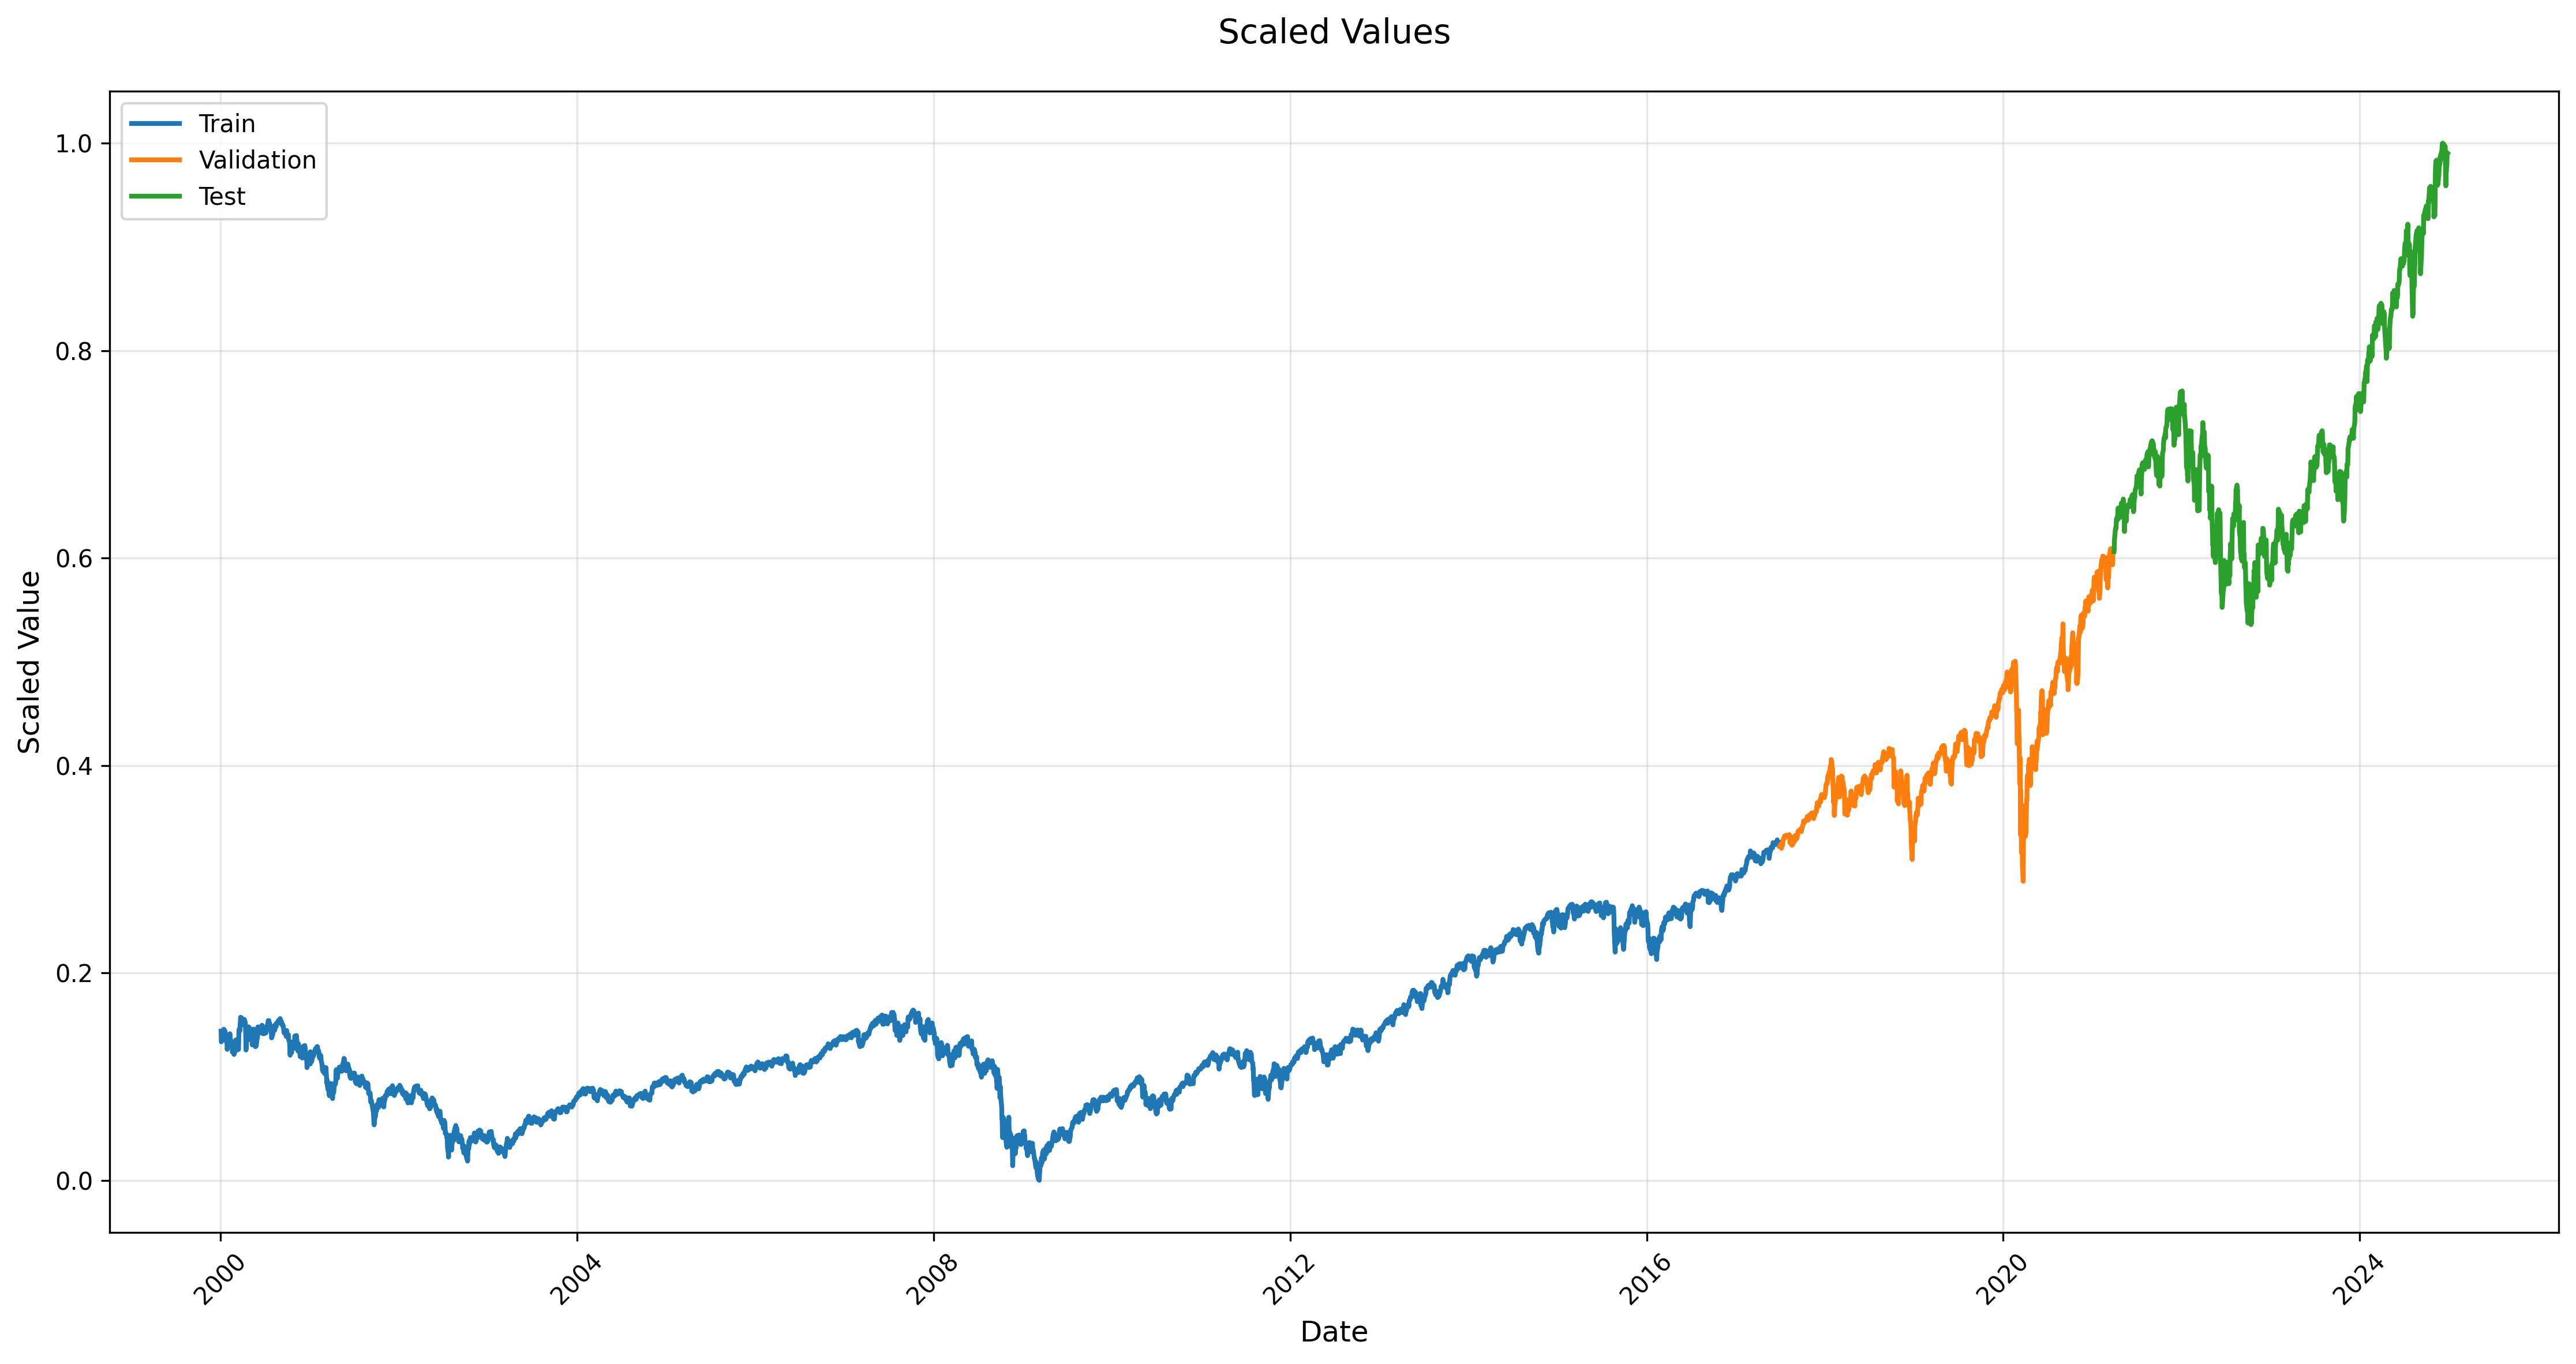 Scaled Values
Train
Validation
Test
1.0
0.8
0.6
0.4
0.2
0.0
Scaled Value
2000
2004
2008
2012
2016
2020
2024
Date